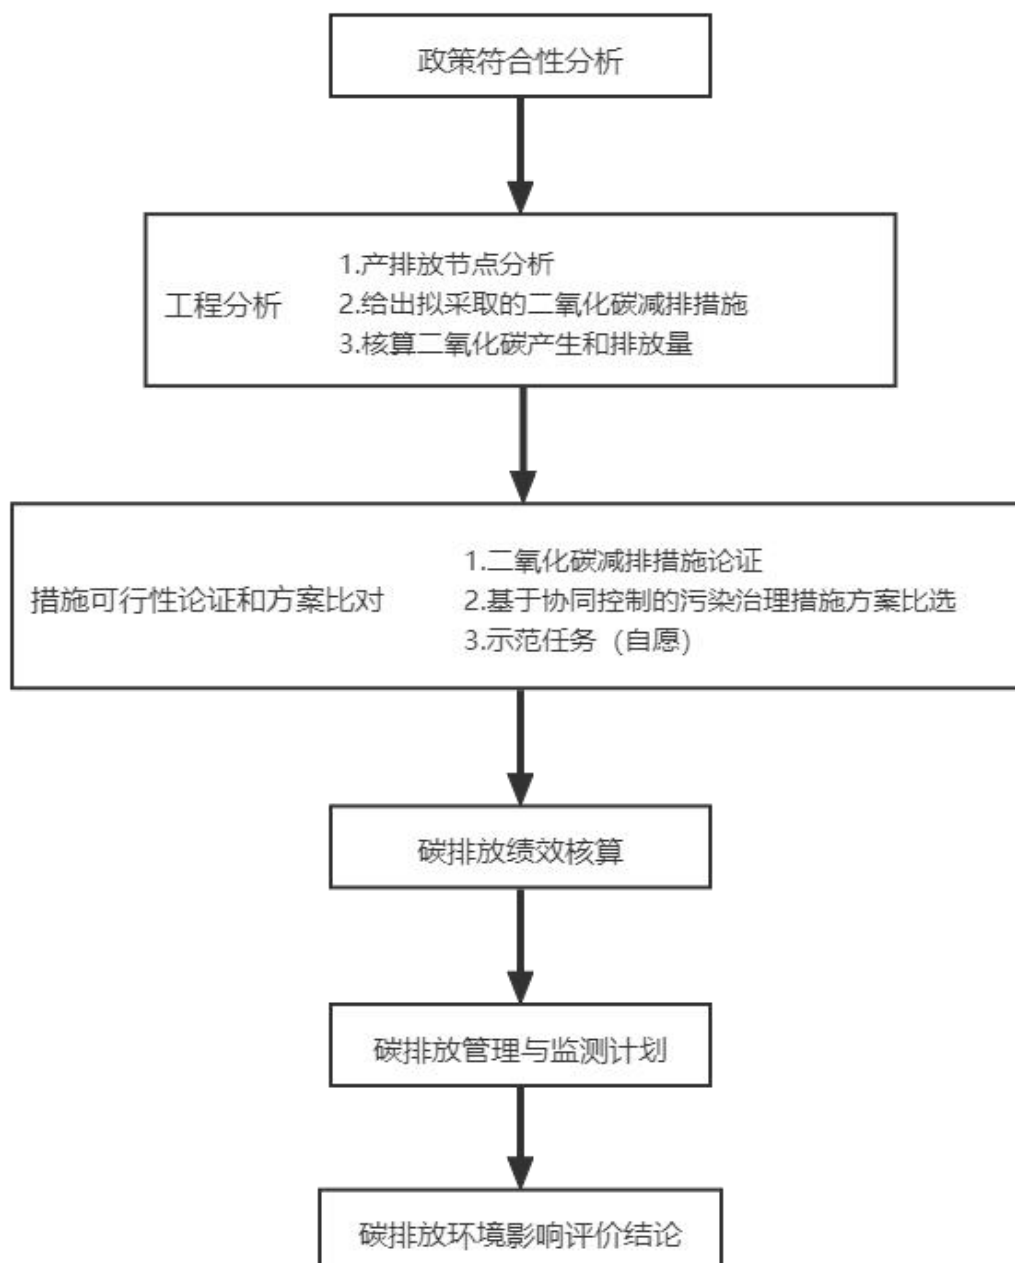 政策符合性分析
工程分析
1.产排放节点分析
2.给出拟采取的二氧化碳减排措施
3.核算二氧化碳产生和排放量
措施可行性论证和方案比对
1.二氧化碳减排措施论证
2.基于协同控制的污染治理措施方案比选
3.示范任务（自愿）
碳排放绩效核算
碳排放管理与监测计划
碳排放环境影响评价结论